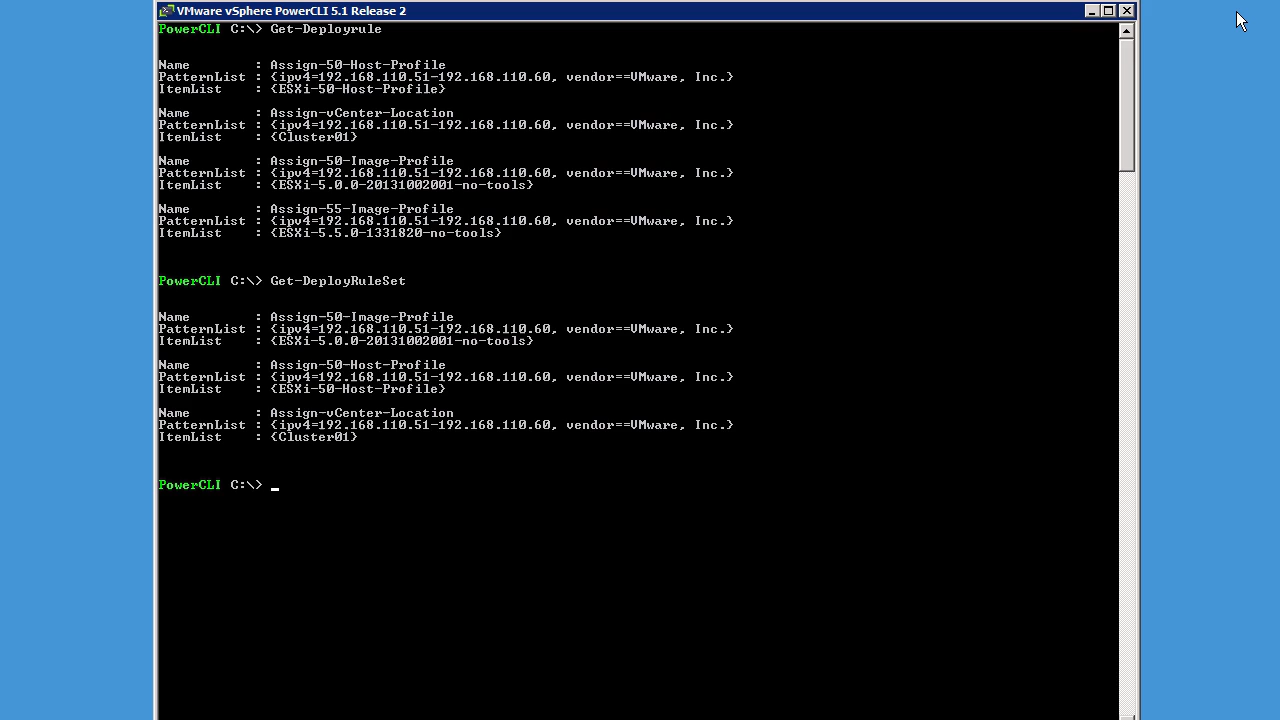 VMware vSphere PowerCLI 5.1 Release 2
PowerCLI C:\> Get-Deployrule
Name         : Assign-50-Host-Profile
PatternList : {ipv4=192.168.110.51-192.168.110.60, vendor==VMware, Inc.}
ItemList    : {ESXi-50-Host-Profile}
Name         : Assign-vCenter-Location
PatternList : {ipv4=192.168.110.51-192.168.110.60, vendor==VMware, Inc.}
ItemList    : {Cluster01}
Name         : Assign-50-Image-Profile
PatternList : {ipv4=192.168.110.51-192.168.110.60, vendor==VMware, Inc.}
ItemList    : {ESXi-5.0.0-20131002001-no-tools}
Name         : Assign-55-Image-Profile
PatternList : {ipv4=192.168.110.51-192.168.110.60, vendor==VMware, Inc.}
ItemList    : {ESXi-5.5.0-1331820-no-tools}
PowerCLI C:\> Get-DeployRuleSet
Name         : Assign-50-Image-Profile
PatternList : {ipv4=192.168.110.51-192.168.110.60, vendor==VMware, Inc.}
ItemList    : {ESXi-5.0.0-20131002001-no-tools}
Name         : Assign-50-Host-Profile
PatternList : {ipv4=192.168.110.51-192.168.110.60, vendor==VMware, Inc.}
ItemList    : {ESXi-50-Host-Profile}
Name         : Assign-vCenter-Location
PatternList : {ipv4=192.168.110.51-192.168.110.60, vendor==VMware, Inc.}
ItemList    : {Cluster01}
PowerCLI C:\> _